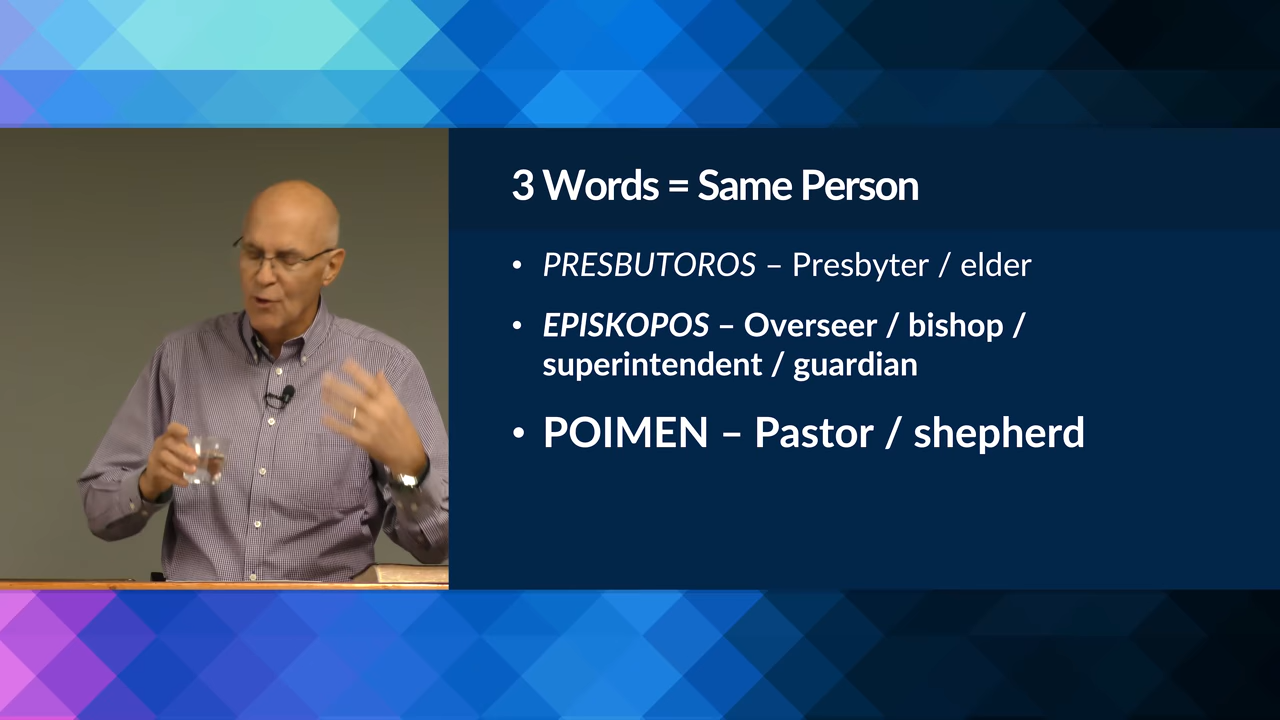 3 Words = Same Person
• PRESBUTOROS – Presbyter / elder
• EPISKOPOS – Overseer / bishop /
superintendent / guardian
• POIMEN – Pastor / shepherd